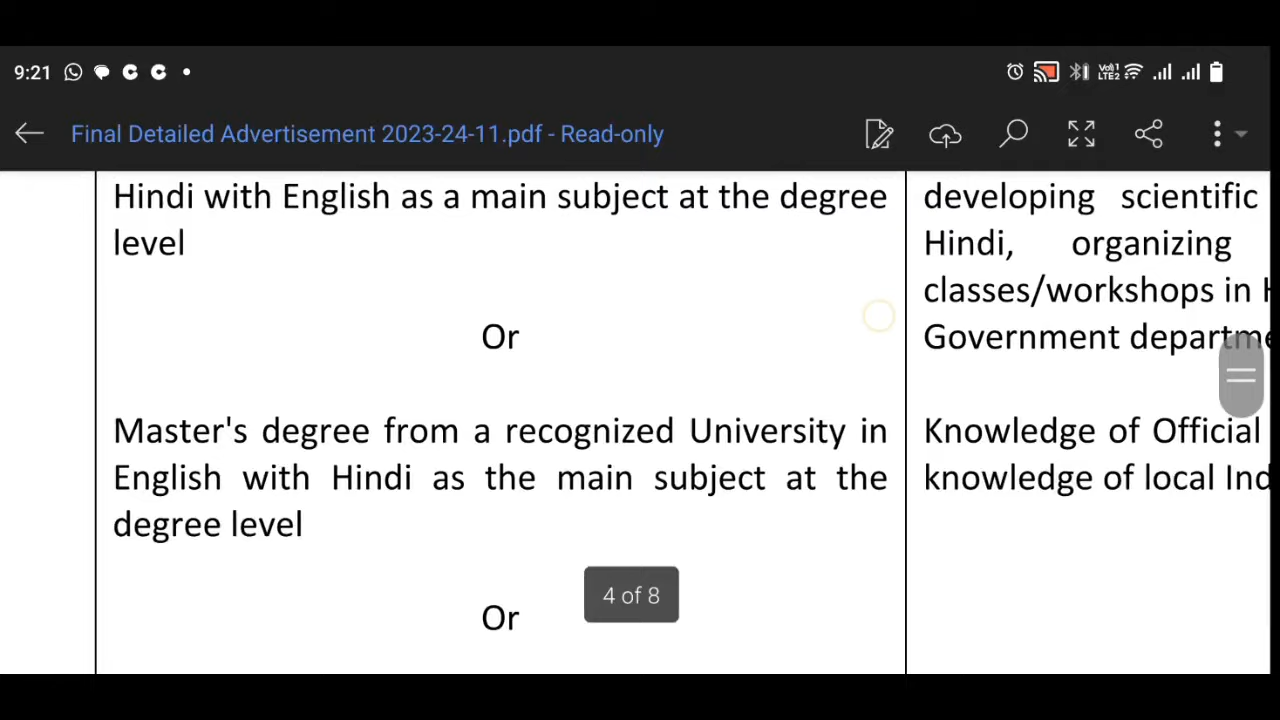 9:21
Vol) 1
LTE2
Final Detailed Advertisement 2023-24-11.pdf - Read-only
Hindi with English as a main subject at the degree
level
Or
Master's degree from a recognized University in
English with Hindi as the main subject at the
degree level
Or
developing scientific
Hindi, organizing
classes/workshops in H
Government departme
Knowledge of Official
knowledge of local Ind
4 of 8